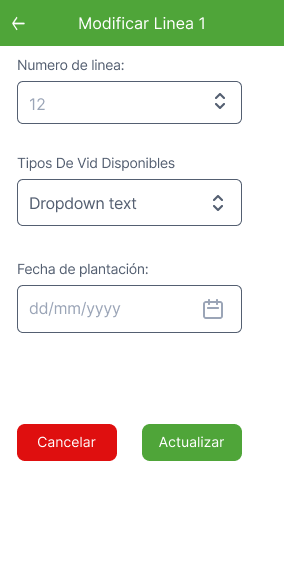 Modificar Linea 1
Numero de linea:
12
Tipos De Vid Disponibles
Dropdown text
Fecha de plantación:
dd/mm/yyyy
Cancelar
Actualizar